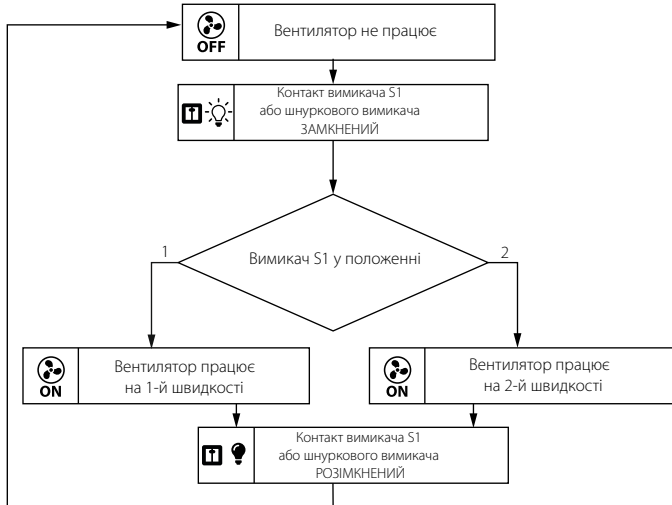 OFF
Вентилятор не працює
Контакт вимикача S1
або шнуркового вимикача
ЗАМКНЕНИЙ
Вимикач S1 у положенні
1
2
ON
Вентилятор працює
на 1-й швидкості
ON
Вентилятор працює
на 2-й швидкості
Контакт вимикача S1
або шнуркового вимикача
РОЗІМКНЕНИЙ